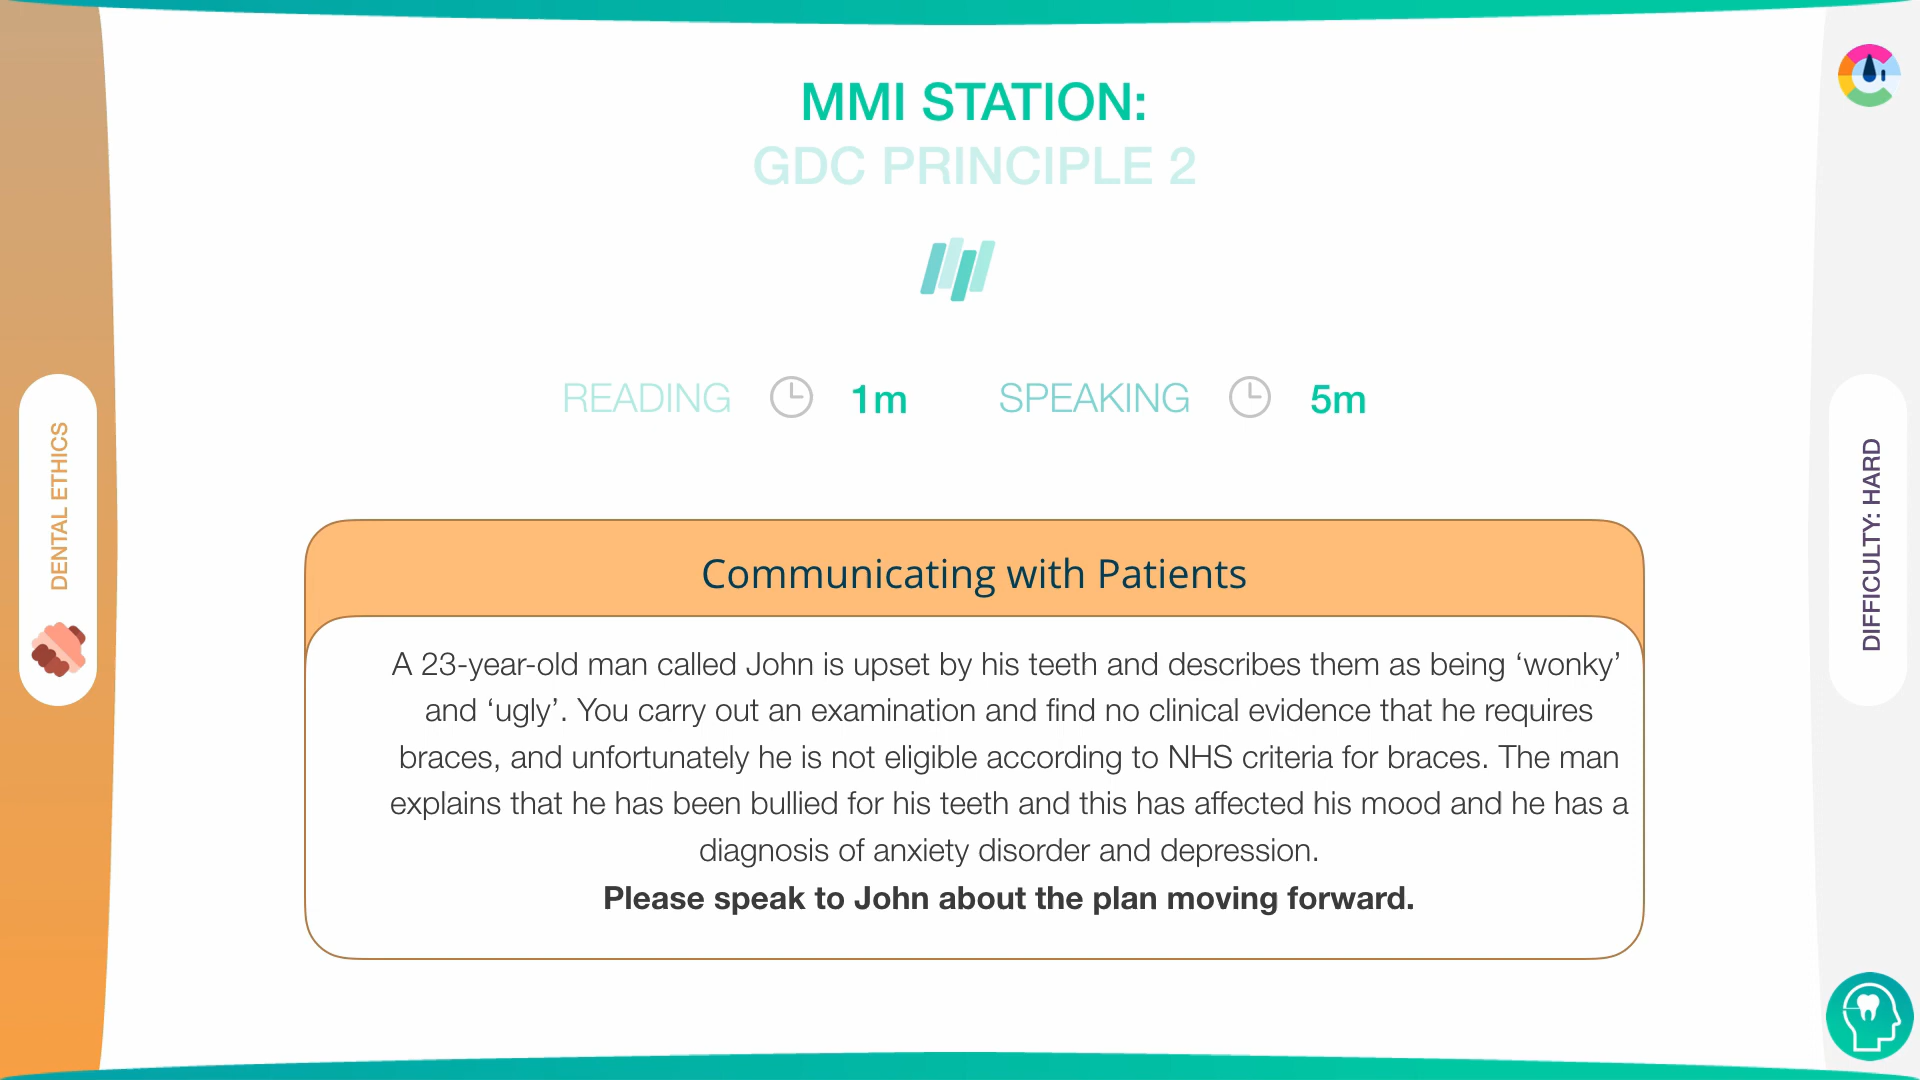 MMI STATION:
GDC PRINCIPLE 2
READING 1m SPEAKING 5m
DENTAL ETHICS
DIFFICULTY: HARD
Communicating with Patients
A 23-year-old man called John is upset by his teeth and describes them as being ‘wonky’
and ‘ugly’. You carry out an examination and find no clinical evidence that he requires
braces, and unfortunately he is not eligible according to NHS criteria for braces. The man
explains that he has been bullied for his teeth and this has affected his mood and he has a
diagnosis of anxiety disorder and depression.
Please speak to John about the plan moving forward.